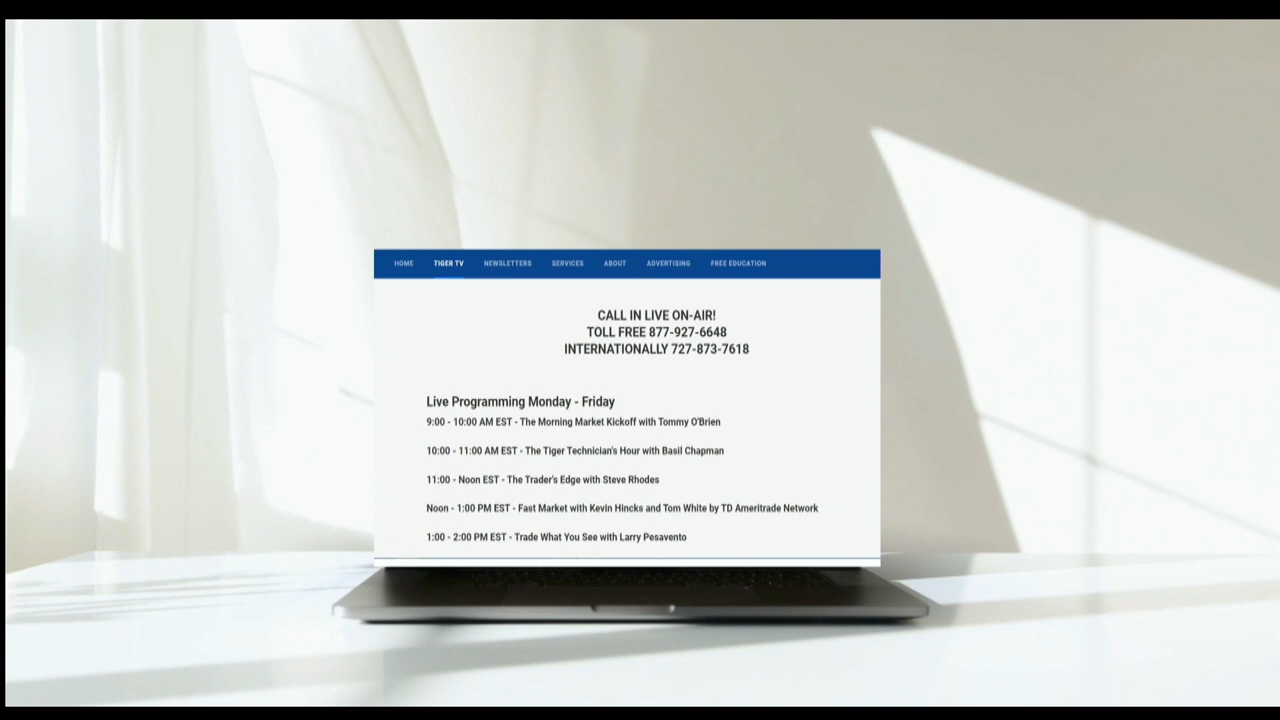 HOME TIGER TV NEWSLETTERS SERVICES ABOUT ADVERTISING FREE EDUCATION
CALL IN LIVE ON-AIR!
TOLL FREE 877-927-6648
INTERNATIONALLY 727-873-7618
Live Programming Monday - Friday
9:00 - 10:00 AM EST - The Morning Market Kickoff with Tommy O'Brien
10:00 - 11:00 AM EST - The Tiger Technician's Hour with Basil Chapman
11:00 - Noon EST - The Trader's Edge with Steve Rhodes
Noon - 1:00 PM EST - Fast Market with Kevin Hincks and Tom White by TD Ameritrade Network
1:00 - 2:00 PM EST - Trade What You See with Larry Pesavento